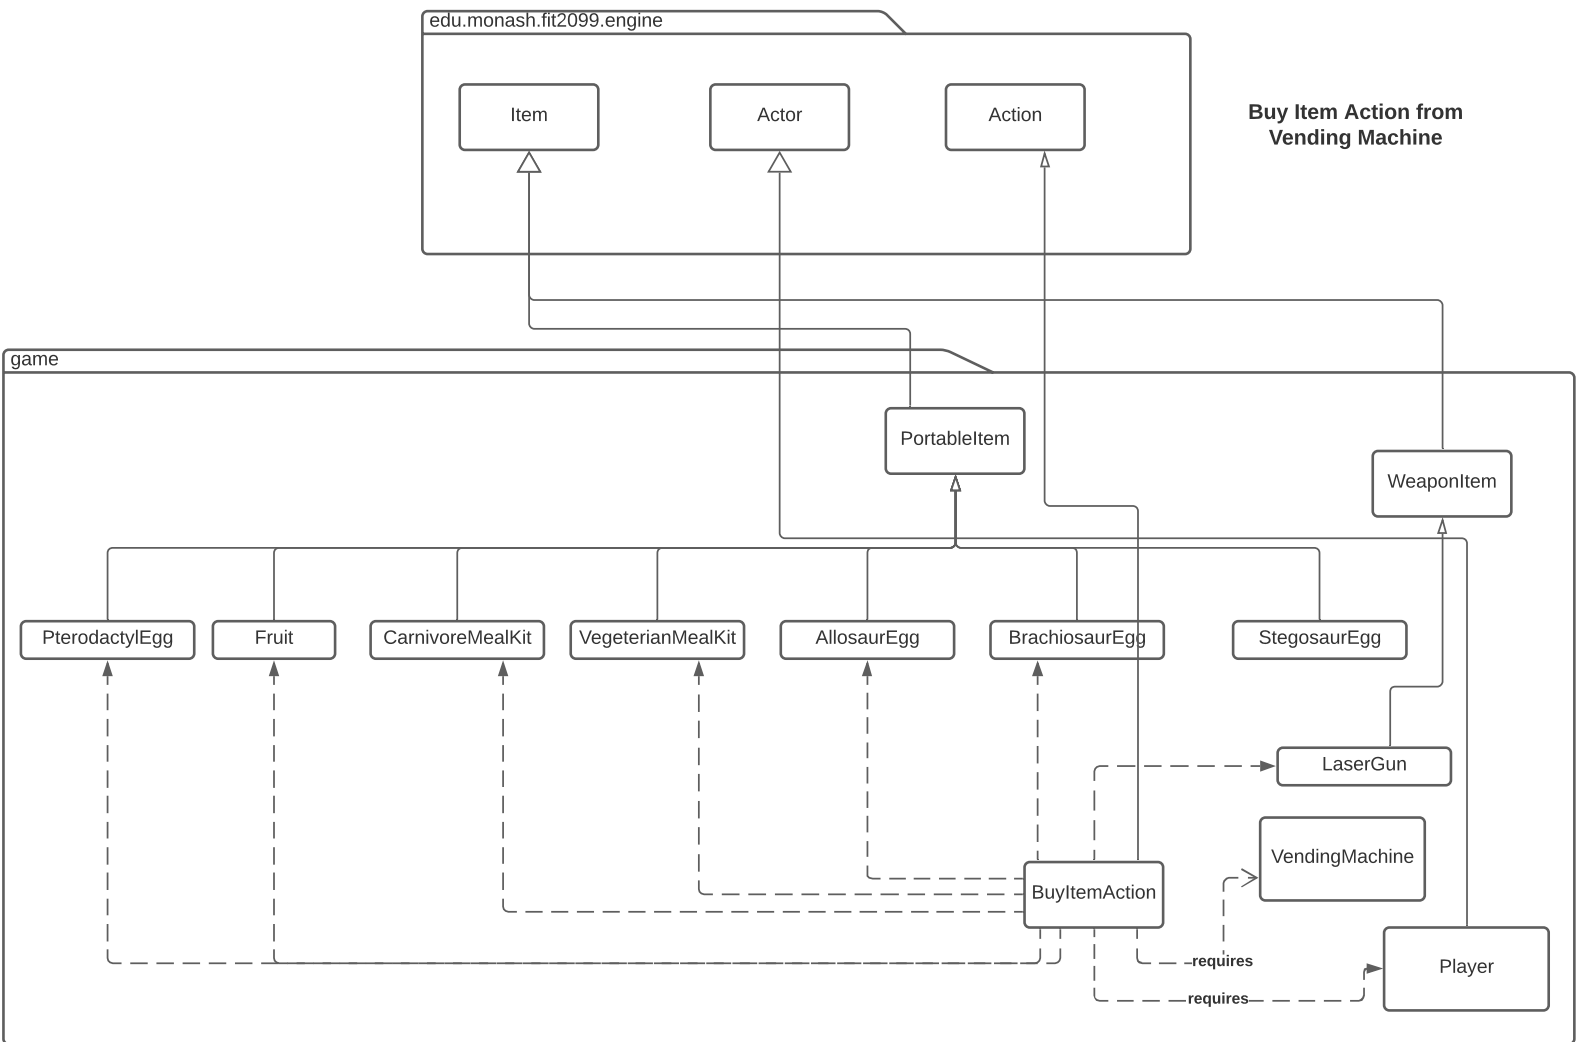 edu.monash.fit2099.engine
Item
Actor
Action
Buy Item Action from
Vending Machine
game
PortableItem
WeaponItem
PterodactylEgg
Fruit
CarnivoreMealKit
VegeterianMealKit
AllosaurEgg
BrachiosaurEgg
StegosaurEgg
LaserGun
VendingMachine
BuyItemAction
requires
Player
requires